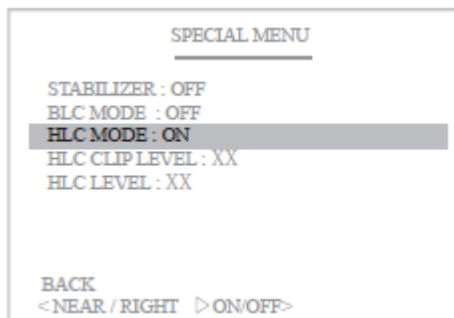 SPECIAL MENU
STABILIZER : OFF
BLC MODE : OFF
HLC MODE : ON
HLC CLIP LEVEL : XX
HLC LEVEL : XX
BACK
<NEAR / RIGHT ▷ON/OFF>